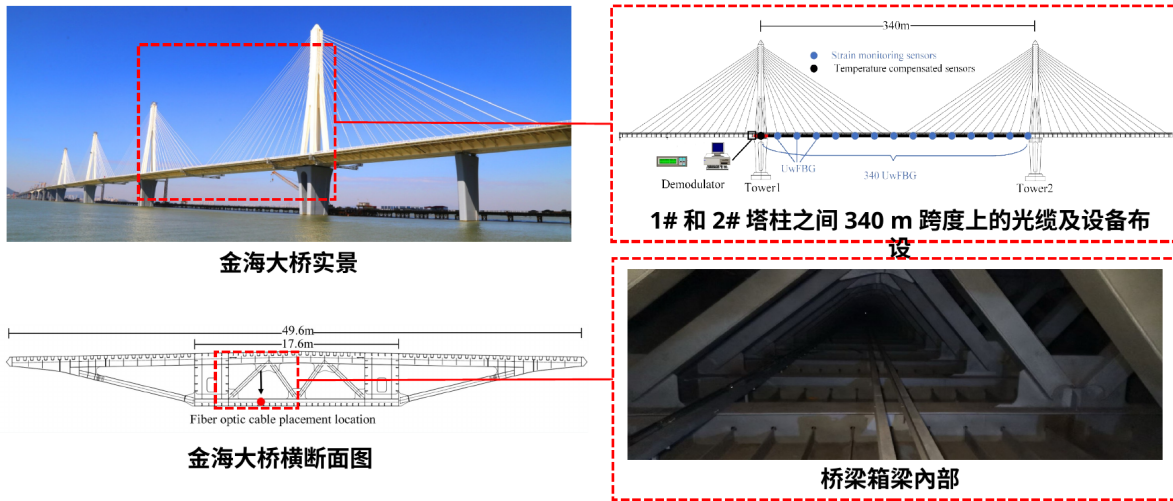 340m
Strain monitoring sensors
Temperature compensated sensors
UwFBG
340 UwFBG
Demodulator
Tower1
Tower2
1# 和 2# 塔柱之间 340 m 跨度上的光缆及设备布
设
金海大桥实景
49.6m
17.6m
Fiber optic cable placement location
金海大桥横断面图
桥梁箱梁内部